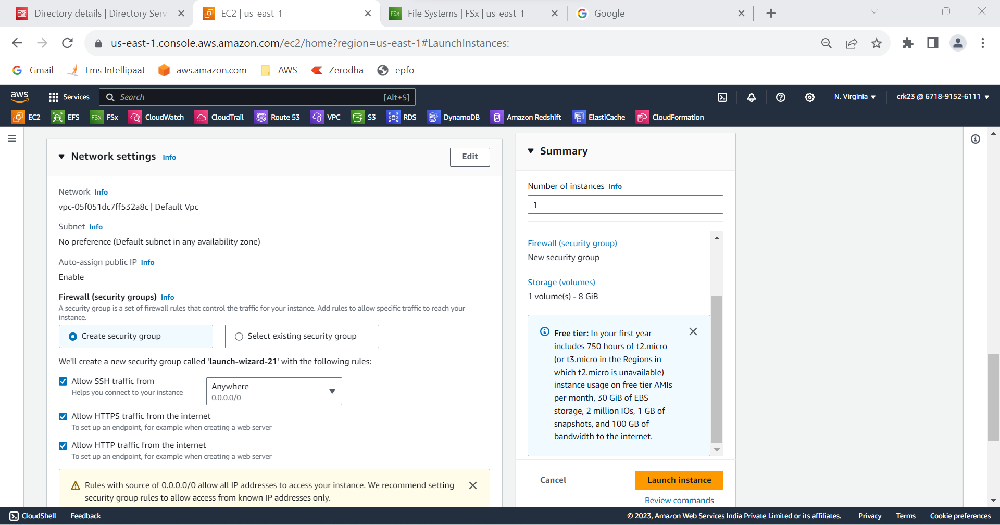 Directory details | Directory Servi
EC2 | us-east-1
File Systems | FSx | us-east-1
Google
us-east-1.console.aws.amazon.com/ec2/home?region=us-east-1#LaunchInstances:
Gmail
Lms Intellipaat
aws.amazon.com
AWS
Zerodha
epfo
aws
Services
Search
[Alt+S]
N. Virginia
crk23 @ 6718-9152-6111
EC2
EFS
FSx
FSx
CloudWatch
CloudTrail
Route 53
VPC
S3
RDS
DynamoDB
Amazon Redshift
ElastiCache
CloudFormation
Network settings Info
Edit
Network Info
vpc-05f051dc7ff532a8c | Default Vpc
Subnet Info
No preference (Default subnet in any availability zone)
Auto-assign public IP Info
Enable
Firewall (security groups) Info
A security group is a set of firewall rules that control the traffic for your instance. Add rules to allow specific traffic to reach your
instance.
Create security group
Select existing security group
We'll create a new security group called 'launch-wizard-21' with the following rules:
Allow SSH traffic from
Helps you connect to your instance
Anywhere
0.0.0.0/0
Allow HTTPS traffic from the internet
To set up an endpoint, for example when creating a web server
Allow HTTP traffic from the internet
To set up an endpoint, for example when creating a web server
Rules with source of 0.0.0.0/0 allow all IP addresses to access your instance. We recommend setting
security group rules to allow access from known IP addresses only.
Summary
Number of instances Info
1
Firewall (security group)
New security group
Storage (volumes)
1 volume(s) - 8 GiB
Free tier: In your first year
includes 750 hours of t2.micro
(or t3.micro in the Regions in
which t2.micro is unavailable)
instance usage on free tier AMIs
per month, 30 GiB of EBS
storage, 2 million IOs, 1 GB of
snapshots, and 100 GB of
bandwidth to the internet.
Cancel
Launch instance
Review commands
CloudShell
Feedback
© 2023, Amazon Web Services India Private Limited or its affiliates.
Privacy
Terms
Cookie preferences